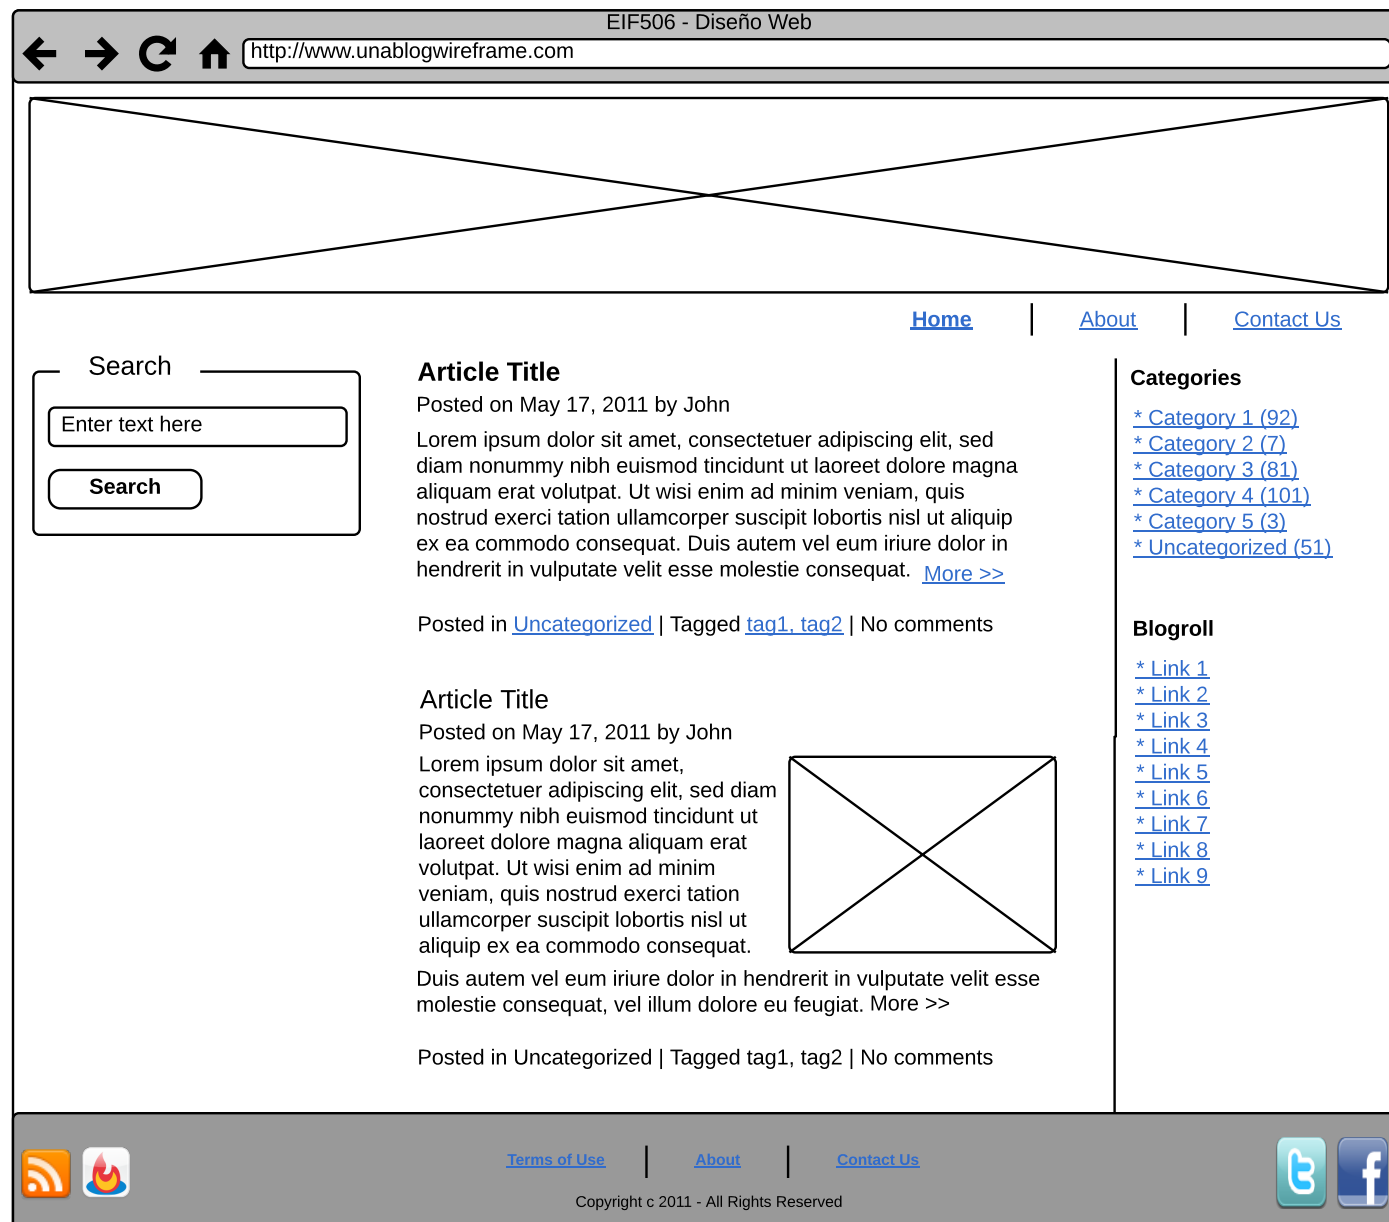 EIF506 - Diseño Web
http://www.unablogwireframe.com
Home
About
Contact Us
Search
Enter text here
Search
Article Title
Posted on May 17, 2011 by John
Lorem ipsum dolor sit amet, consectetuer adipiscing elit, sed
diam nonummy nibh euismod tincidunt ut laoreet dolore magna
aliquam erat volutpat. Ut wisi enim ad minim veniam, quis
nostrud exerci tation ullamcorper suscipit lobortis nisl ut aliquip
ex ea commodo consequat. Duis autem vel eum iriure dolor in
hendrerit in vulputate velit esse molestie consequat. More >>
Posted in Uncategorized | Tagged tag1, tag2 | No comments
Article Title
Posted on May 17, 2011 by John
Lorem ipsum dolor sit amet,
consectetuer adipiscing elit, sed diam
nonummy nibh euismod tincidunt ut
laoreet dolore magna aliquam erat
volutpat. Ut wisi enim ad minim
veniam, quis nostrud exerci tation
ullamcorper suscipit lobortis nisl ut
aliquip ex ea commodo consequat.
Duis autem vel eum iriure dolor in hendrerit in vulputate velit esse
molestie consequat, vel illum dolore eu feugiat. More >>
Posted in Uncategorized | Tagged tag1, tag2 | No comments
Categories
* Category 1 (92)
* Category 2 (7)
* Category 3 (81)
* Category 4 (101)
* Category 5 (3)
* Uncategorized (51)
Blogroll
* Link 1
* Link 2
* Link 3
* Link 4
* Link 5
* Link 6
* Link 7
* Link 8
* Link 9
Terms of Use
About
Contact Us
Copyright c 2011 - All Rights Reserved
t
f